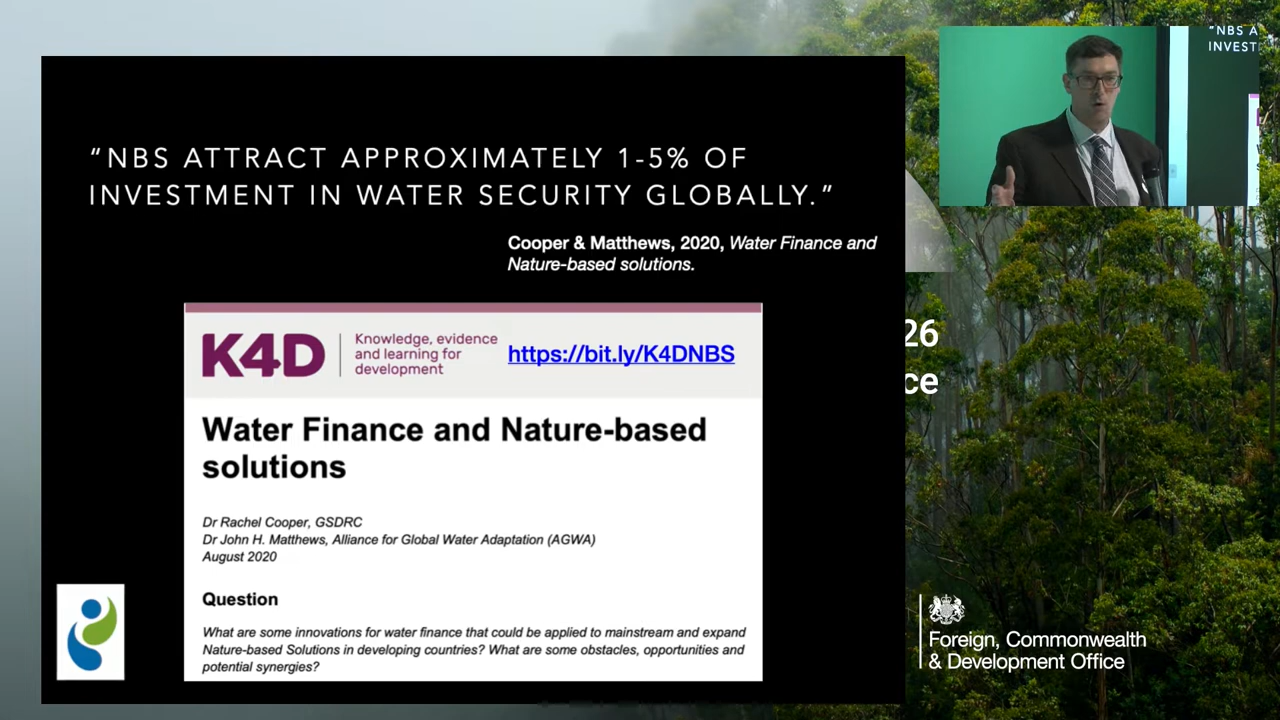 “NBS ATTRACT APPROXIMATELY 1-5% OF
INVESTMENT IN WATER SECURITY GLOBALLY.”
Cooper & Matthews, 2020, Water Finance and
Nature-based solutions.
K4D
Knowledge, evidence
and learning for
development
https://bit.ly/K4DNBS
Water Finance and Nature-based
solutions
Dr Rachel Cooper, GSDRC
Dr John H. Matthews, Alliance for Global Water Adaptation (AGWA)
August 2020
Question
What are some innovations for water finance that could be applied to mainstream and expand
Nature-based Solutions in developing countries? What are some obstacles, opportunities and
potential synergies?
“NBS A
INVEST
26
ce
Foreign, Commonwealth
& Development Office